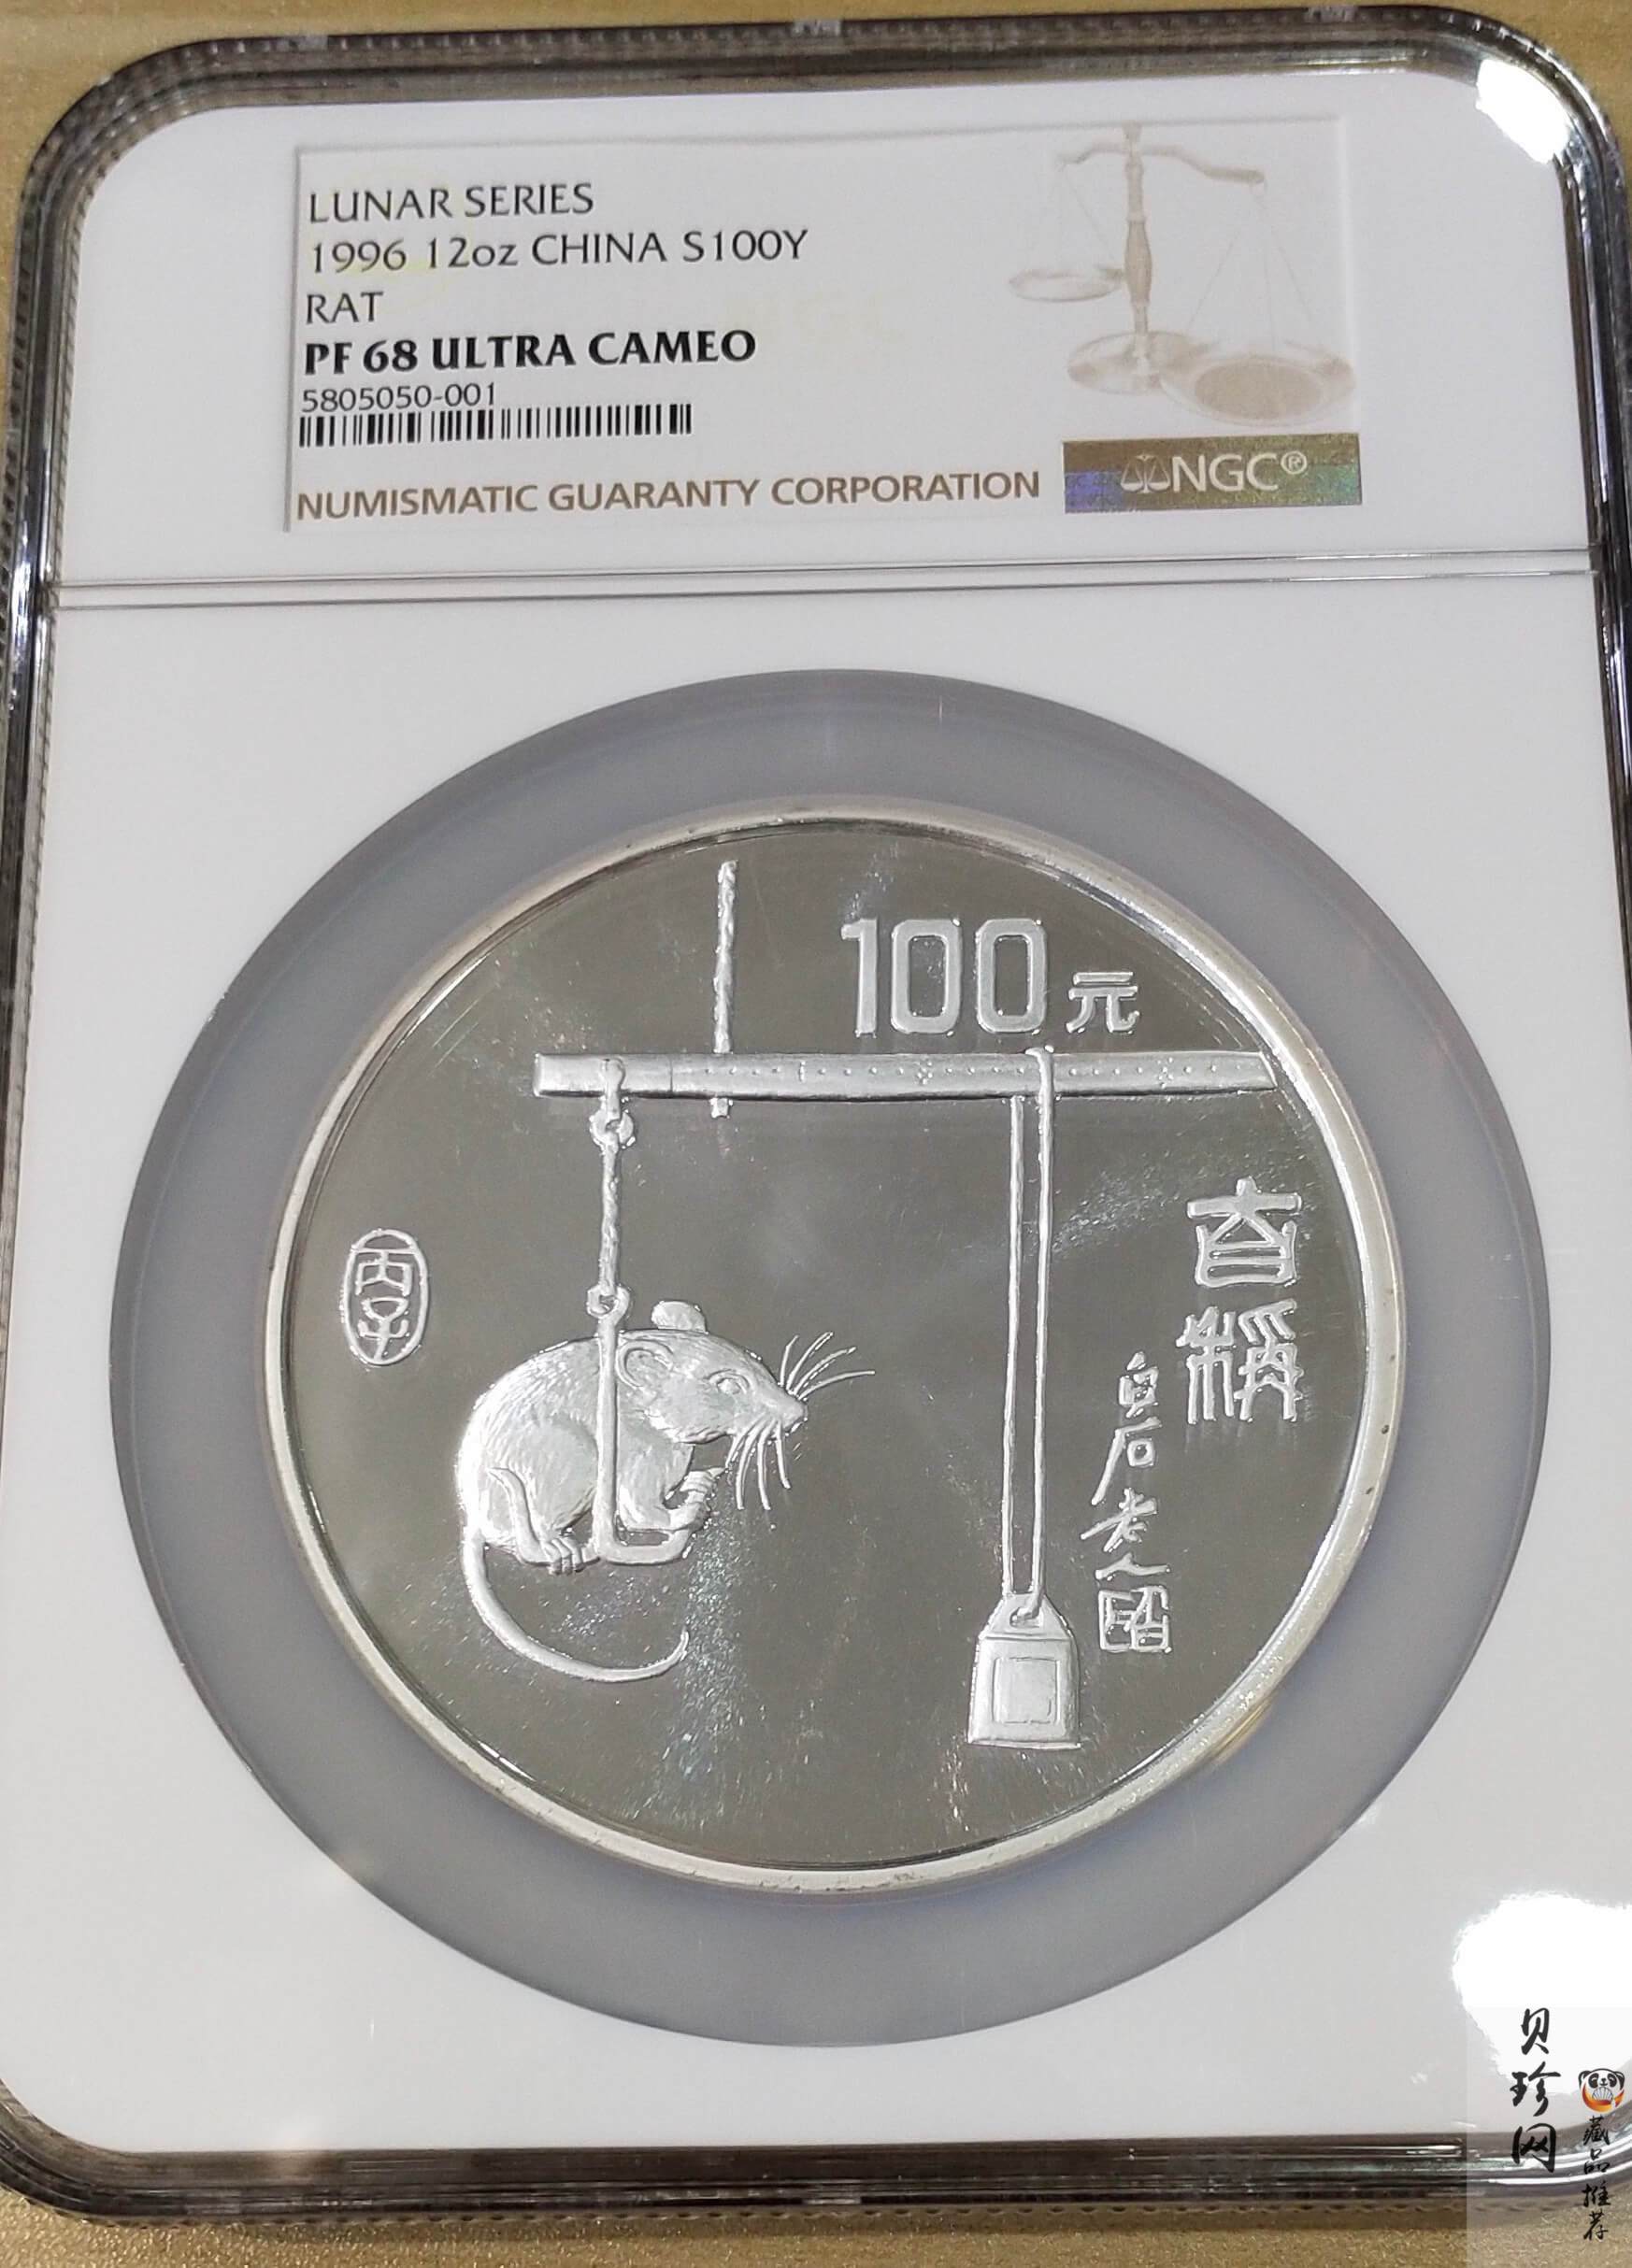 LUNAR SERIES
1996 12oz CHINA S100Y
RAT
PF 68 ULTRA CAMEO
5805050-001
NUMISMATIC GUARANTY CORPORATION
NGC®
100元
丙子
自稱
白石老人
贝珍网
藏品推荐